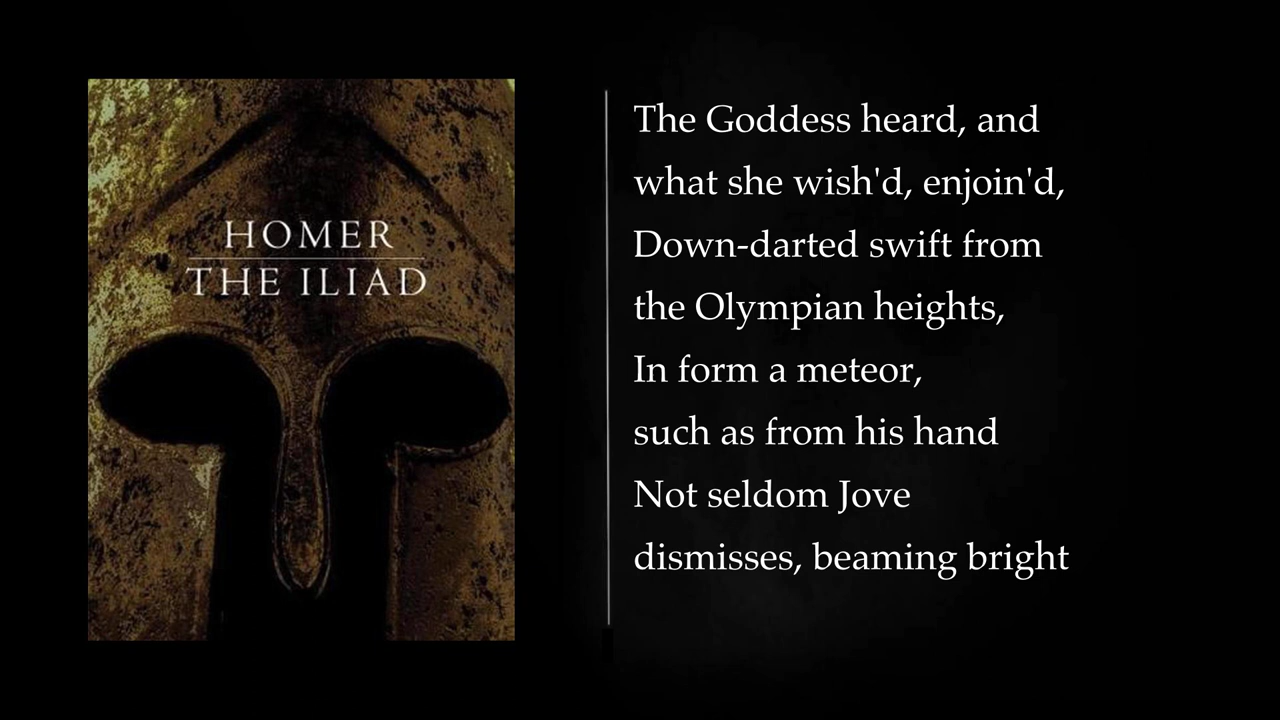 HOMER
THE ILIAD
The Goddess heard, and
what she wish'd, enjoin'd,
Down-darted swift from
the Olympian heights,
In form a meteor,
such as from his hand
Not seldom Jove
dismisses, beaming bright